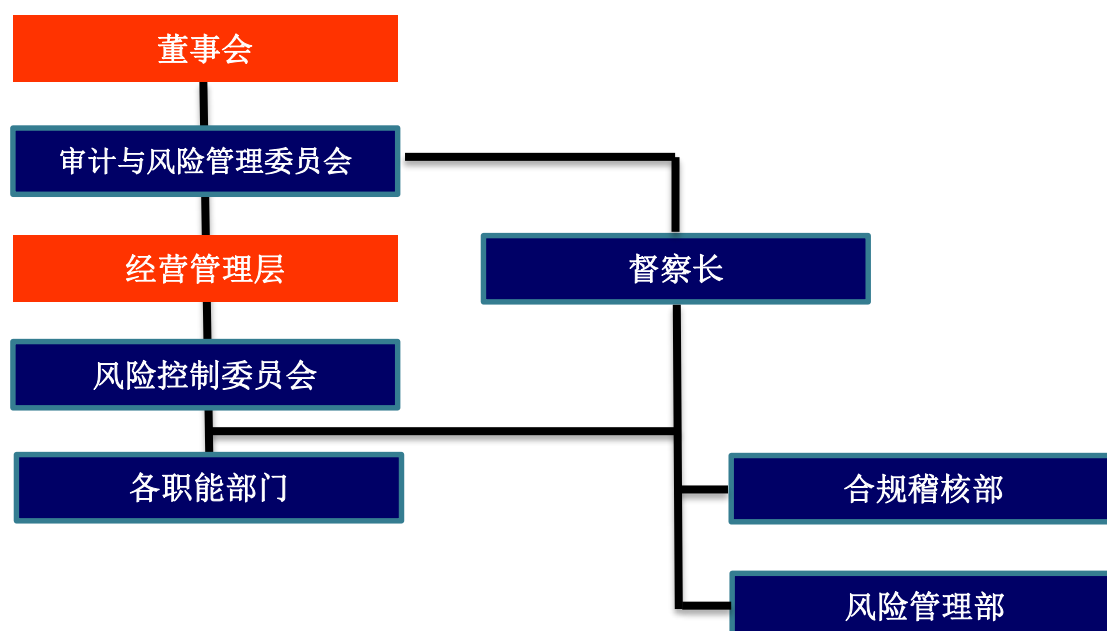 董事会
审计与风险管理委员会
经营管理层
督察长
风险控制委员会
各职能部门
合规稽核部
风险管理部